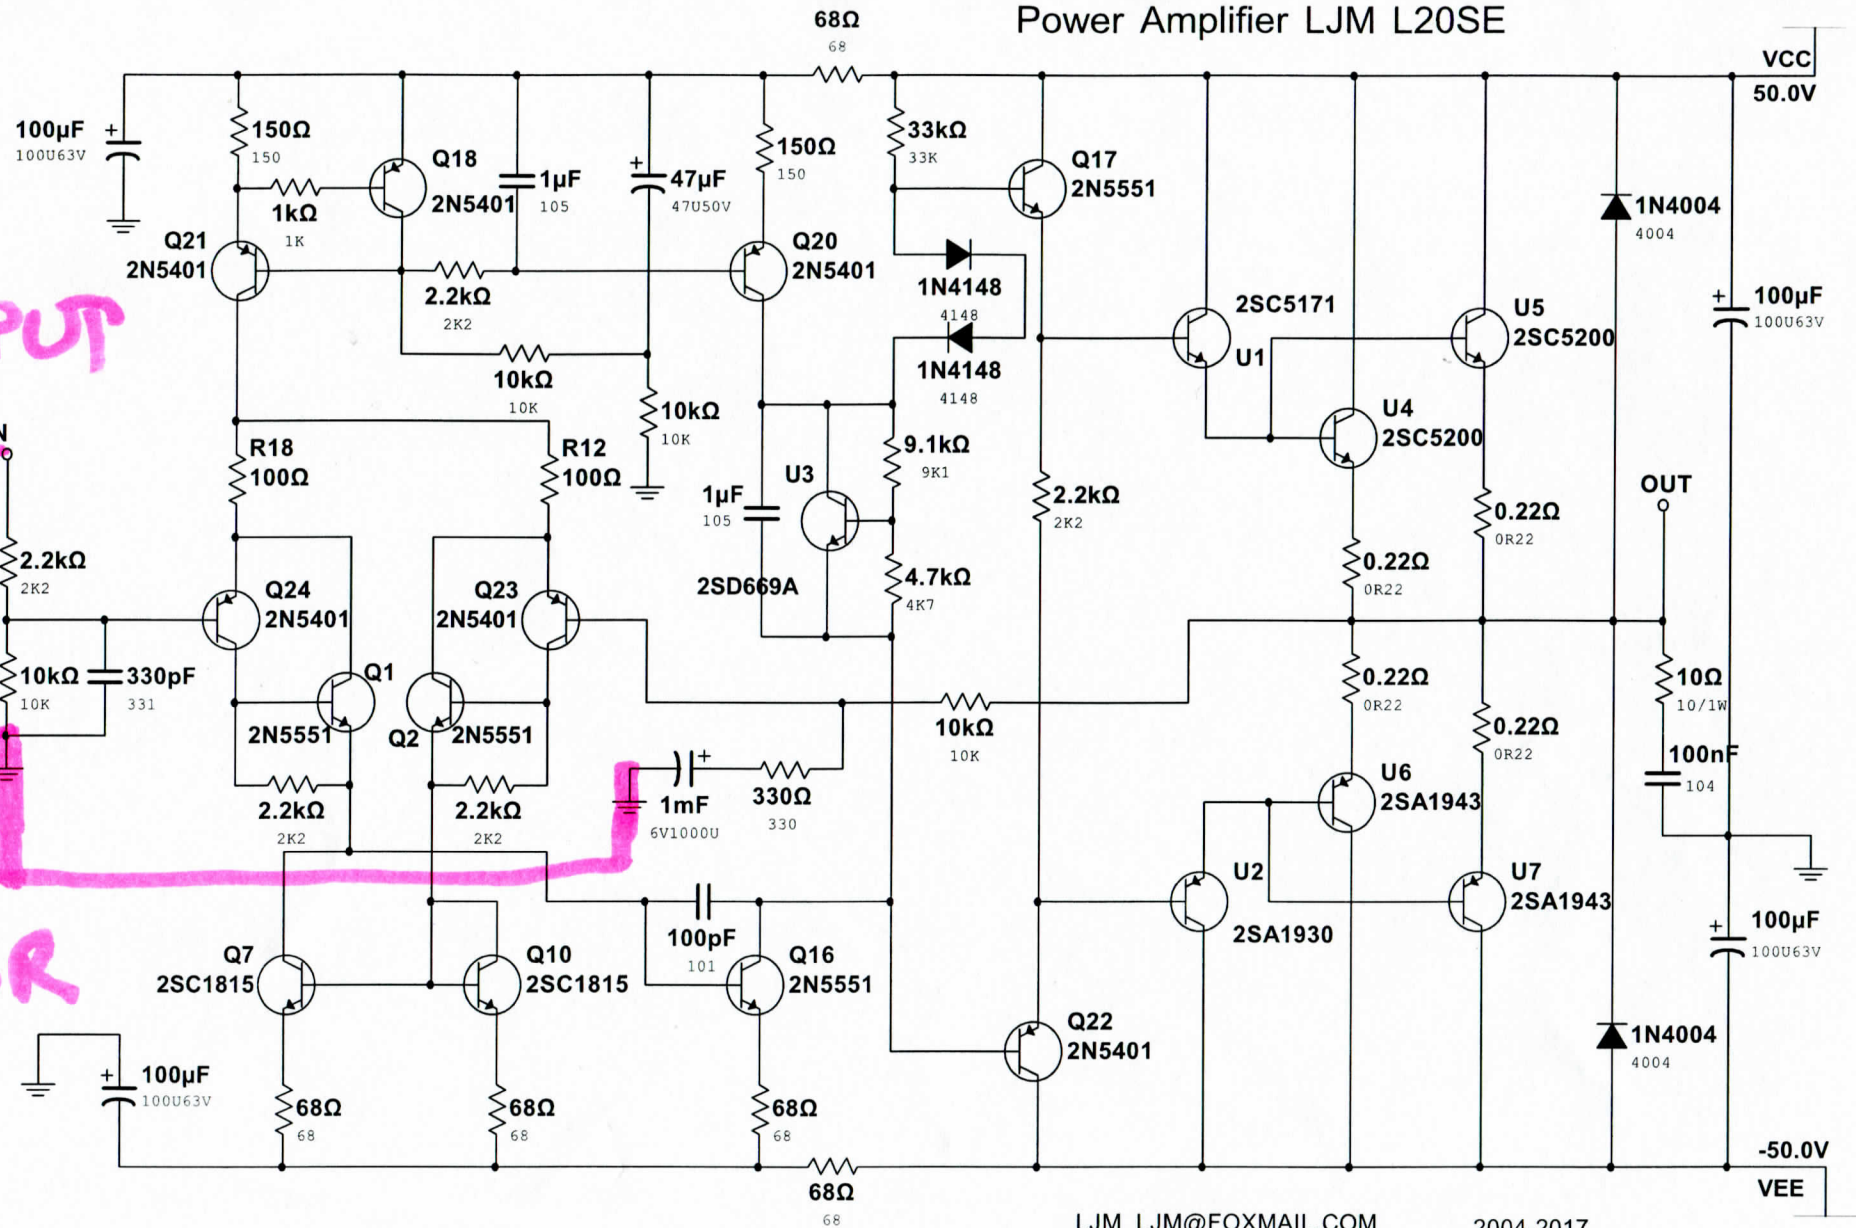 Power Amplifier LJM L20SE
68Ω
68
VCC
50.0V
100µF
100U63V
150Ω
150
Q18
2N5401
1µF
105
47µF
47U50V
150Ω
150
33kΩ
33K
Q17
2N5551
1N4004
4004
1kΩ
1K
Q21
2N5401
2.2kΩ
2K2
Q20
2N5401
1N4148
4148
1N4148
4148
2SC5171
U1
U5
2SC5200
100µF
100U63V
PUT
10kΩ
10K
10kΩ
10K
U4
2SC5200
N
R18
100Ω
R12
100Ω
U3
1µF
105
9.1kΩ
9K1
2.2kΩ
2K2
0.22Ω
0R22
OUT
2.2kΩ
2K2
Q24
2N5401
Q23
2N5401
2SD669A
4.7kΩ
4K7
0.22Ω
0R22
10kΩ
10K
330pF
331
Q1
2N5551
Q2
2N5551
10kΩ
10K
0.22Ω
0R22
0.22Ω
0R22
10Ω
10/1W
100nF
104
2.2kΩ
2K2
2.2kΩ
2K2
1mF
6V1000U
330Ω
330
U6
2SA1943
U2
2SA1930
U7
2SA1943
100µF
100U63V
R
Q7
2SC1815
Q10
2SC1815
100pF
101
Q16
2N5551
Q22
2N5401
1N4004
4004
100µF
100U63V
68Ω
68
68Ω
68
68Ω
68
68Ω
68
-50.0V
VEE
LJM_LJM@FOXMAIL.COM
2004-2017